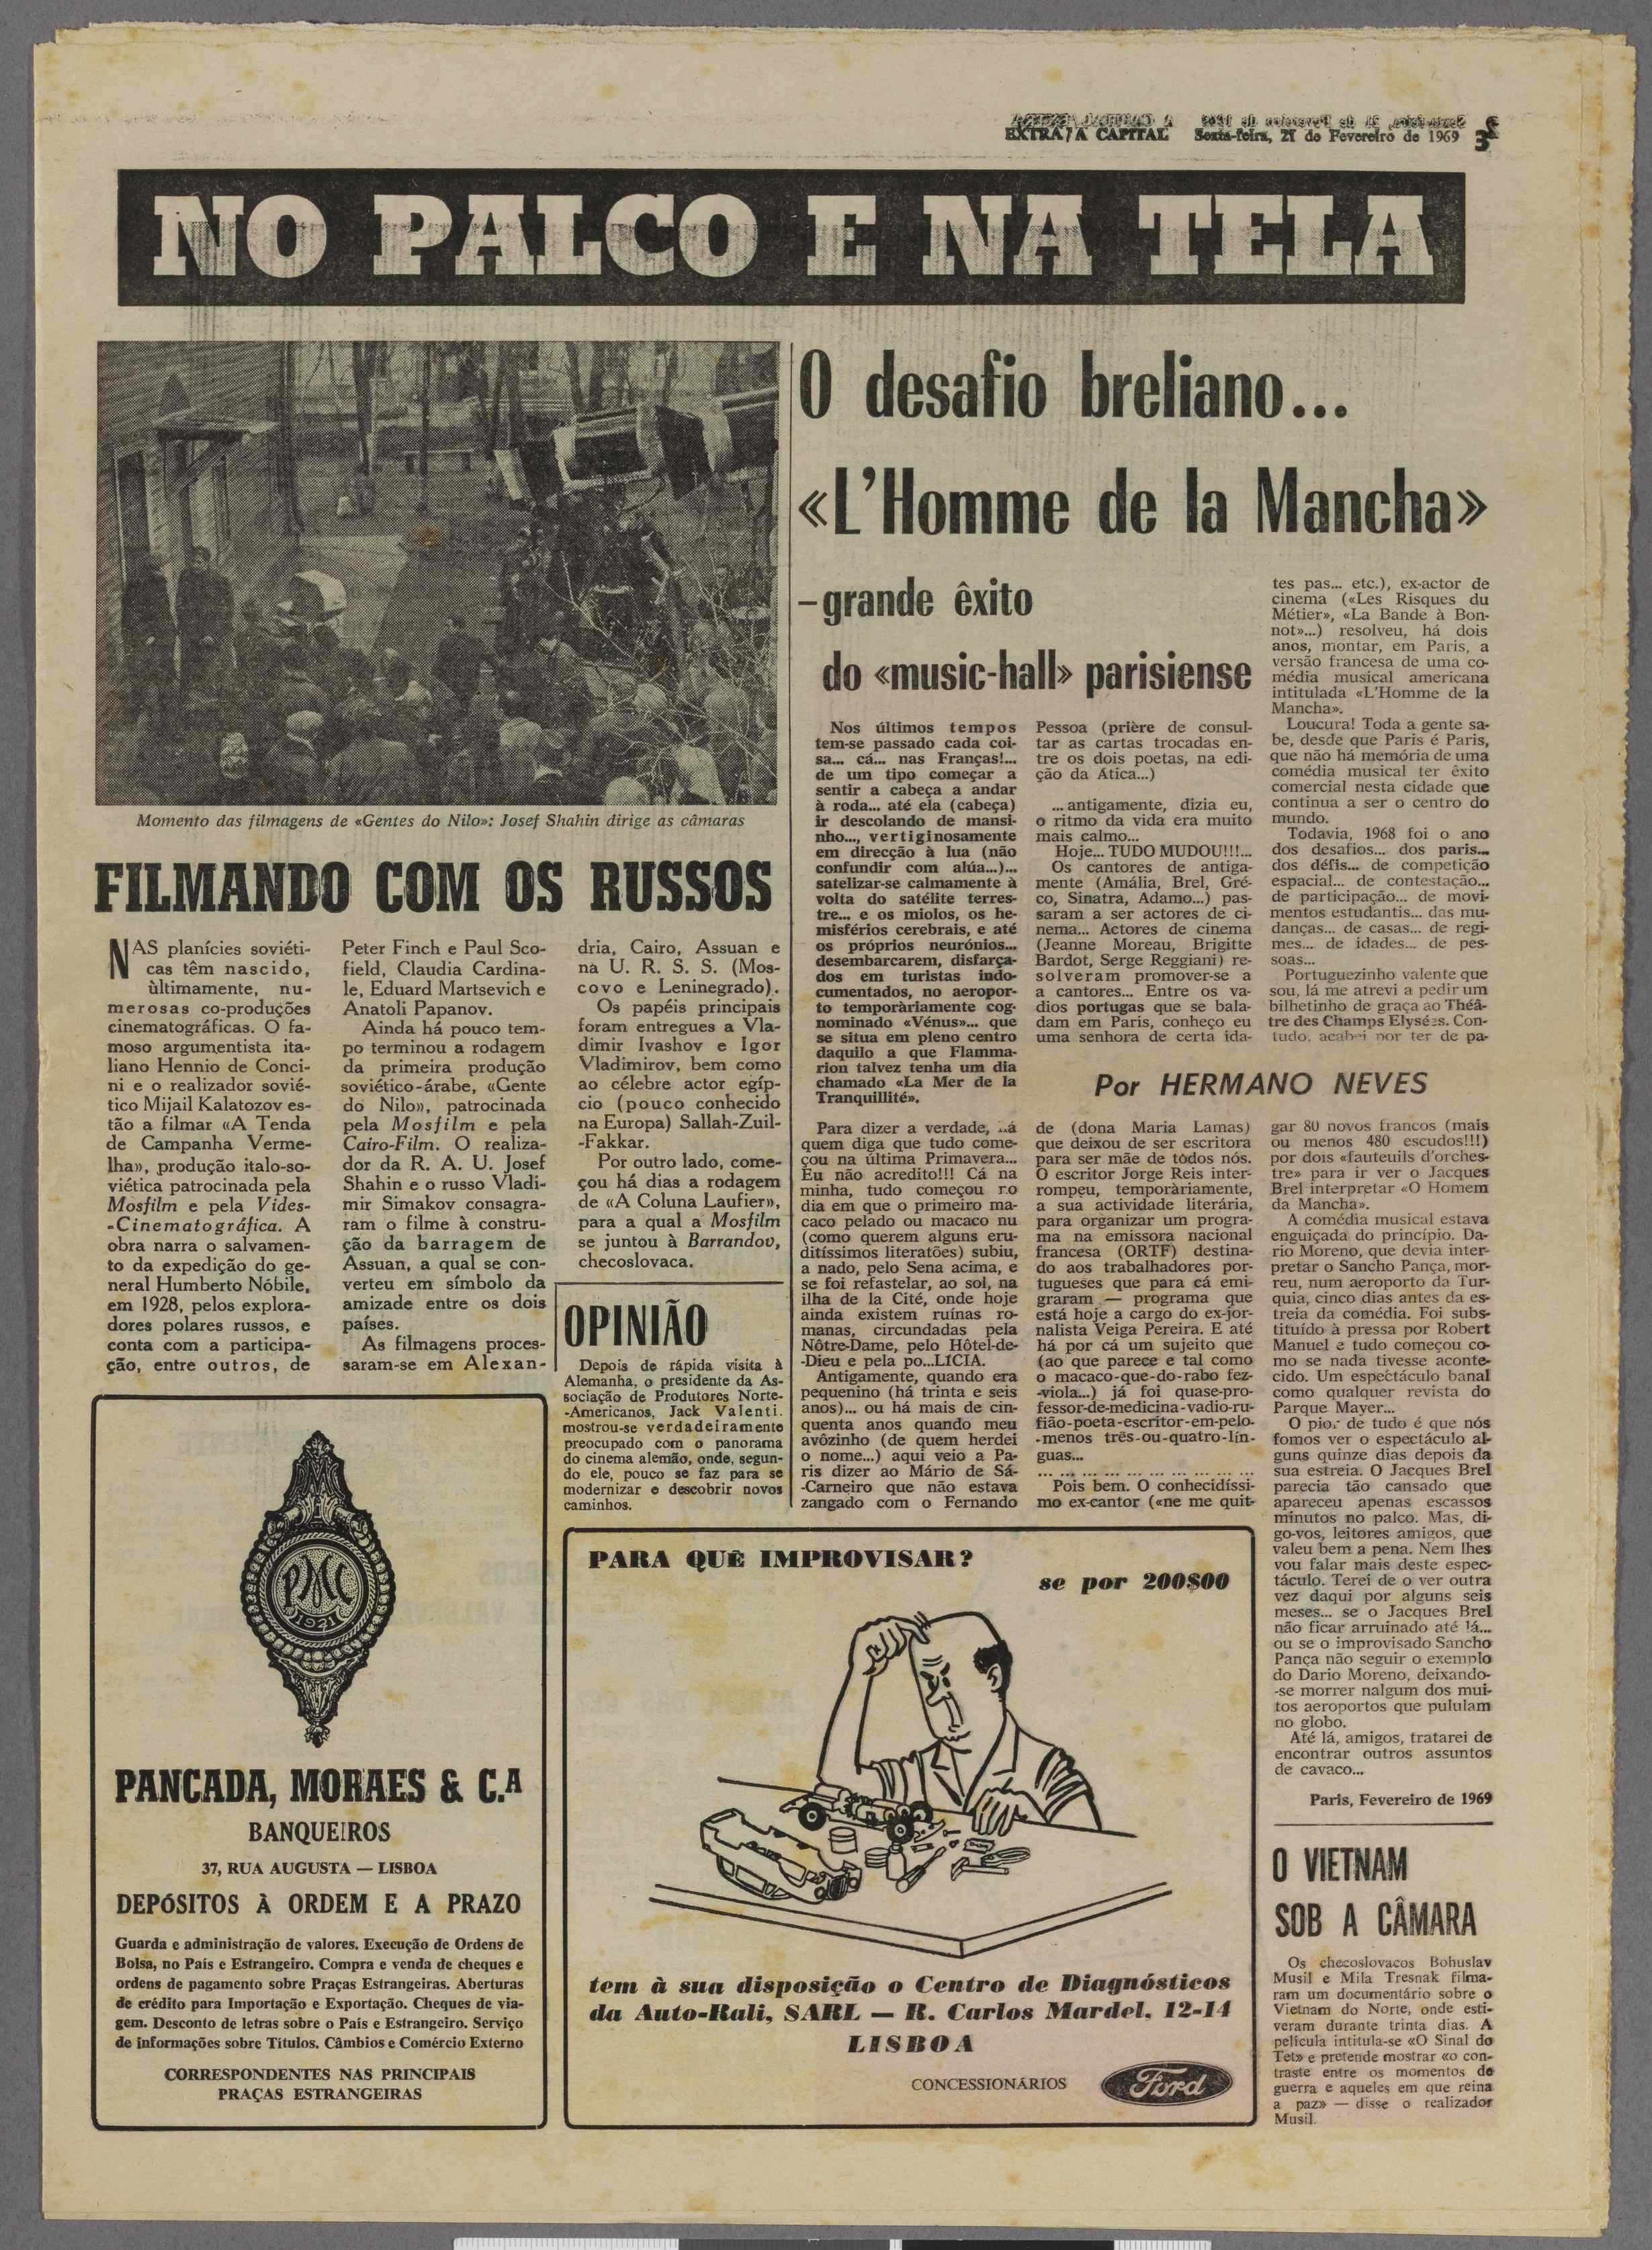 EXTRA/A CAPITAL Sexta-feira, 21 de Fevereiro de 1969 3
NO PALCO E NA TELA
Momento das filmagens de «Gentes do Nilo»: Josef Shahin dirige as câmaras
FILMANDO COM OS RUSSOS
NAS planícies soviéti-
cas têm nascido,
ùltimamente, nu-
merosas co-produções
cinematográficas. O fa-
moso argumentista ita-
liano Hennio de Conci-
ni e o realizador sovié-
tico Mijail Kalatozov es-
tão a filmar «A Tenda
de Campanha Verme-
lha», produção italo-so-
viética patrocinada pela
Mosfilm e pela Vides-
-Cinematográfica. A
obra narra o salvamen-
to da expedição do ge-
neral Humberto Nóbile,
em 1928, pelos explora-
dores polares russos, e
conta com a participa-
ção, entre outros, de
Peter Finch e Paul Sco-
field, Claudia Cardina-
le, Eduard Martsevich e
Anatoli Papanov.
Ainda há pouco tem-
po terminou a rodagem
da primeira produção
soviético-árabe, «Gente
do Nilo», patrocinada
pela Mosfilm e pela
Cairo-Film. O realiza-
dor da R. A. U. Josef
Shahin e o russo Vladi-
mir Simakov consagra-
ram o filme à constru-
ção da barragem de
Assuan, a qual se con-
verteu em símbolo da
amizade entre os dois
países.
As filmagens proces-
saram-se em Alexan-
dria, Cairo, Assuan e
na U. R. S. S. (Mos-
covo e Leninegrado).
Os papéis principais
foram entregues a Vla-
dimir Ivashov e Igor
Vladimirov, bem como
ao célebre actor egíp-
cio (pouco conhecido
na Europa) Sallah-Zuil-
-Fakkar.
Por outro lado, come-
çou há dias a rodagem
de «A Coluna Laufier»,
para a qual a Mosfilm
se juntou à Barrandov,
checoslovaca.
OPINIÃO
Depois de rápida visita à
Alemanha, o presidente da As-
sociação de Produtores Norte-
-Americanos, Jack Valenti.
mostrou-se verdadeiramente
preocupado com o panorama
do cinema alemão, onde, segun-
do ele, pouco se faz para se
modernizar e descobrir novos
caminhos.
O desafio breliano...
«L'Homme de la Mancha»
–grande êxito
do «music-hall» parisiense
Nos últimos tempos
tem-se passado cada coi-
sa... cá... nas Franças!...
de um tipo começar a
sentir a cabeça a andar
à roda... até ela (cabeça)
ir descolando de mansi-
nho..., vertiginosamente
em direcção à lua (não
confundir com alúa...)...
satelizar-se calmamente à
volta do satélite terres-
tre... e os miolos, os he-
misférios cerebrais, e até
os próprios neurónios...
desembarcarem, disfarça-
dos em turistas indo-
cumentados, no aeropor-
to temporàriamente cog-
nominado «Vénus»... que
se situa em pleno centro
daquilo a que Flamma-
rion talvez tenha um dia
chamado «La Mer de la
Tranquillité».
Para dizer a verdade, há
quem diga que tudo come-
çou na última Primavera...
Eu não acredito!!! Cá na
minha, tudo começou no
dia em que o primeiro ma-
caco pelado ou macaco nu
(como querem alguns eru-
ditíssimos literatões) subiu,
a nado, pelo Sena acima, e
se foi refastelar, ao sol, na
ilha de la Cité, onde hoje
ainda existem ruínas ro-
manas, circundadas pela
Nôtre-Dame, pelo Hôtel-de-
-Dieu e pela po...LÍCIA.
Antigamente, quando era
pequenino (há trinta e seis
anos)... ou há mais de cin-
quenta anos quando meu
avôzinho (de quem herdei
o nome...) aqui veio a Pa-
ris dizer ao Mário de Sá-
-Carneiro que não estava
zangado com o Fernando
Pessoa (prière de consul-
tar as cartas trocadas en-
tre os dois poetas, na edi-
ção da Ática...)
... antigamente, dizia eu,
o ritmo da vida era muito
mais calmo...
Hoje... TUDO MUDOU!!!...
Os cantores de antiga-
mente (Amália, Brel, Gré-
co, Sinatra, Adamo...) pas-
saram a ser actores de ci-
nema... Actores de cinema
(Jeanne Moreau, Brigitte
Bardot, Serge Reggiani) re-
solveram promover-se a
a cantores... Entre os va-
dios portugas que se bala-
dam em Paris, conheço eu
uma senhora de certa ida-
Por HERMANO NEVES
de (dona Maria Lamas)
que deixou de ser escritora
para ser mãe de todos nós.
O escritor Jorge Reis inter-
rompeu, temporàriamente,
a sua actividade literária,
para organizar um progra-
ma na emissora nacional
francesa (ORTF) destina-
do aos trabalhadores por-
tugueses que para cá emi-
graram — programa que
está hoje a cargo do ex-jor-
nalista Veiga Pereira. E até
há por cá um sujeito que
(ao que parece e tal como
o macaco-que-do-rabo fez-
-viola...) já foi quase-pro-
fessor-de-medicina-vadio-ru-
fião-poeta-escritor-em-pelo-
-menos três-ou-quatro-lín-
guas...
... ... ... ... ... ... ... ... ... ...
Pois bem. O conhecidíssi-
mo ex-cantor («ne me quit-
tes pas... etc.), ex-actor de
cinema («Les Risques du
Métier», «La Bande à Bon-
not»...) resolveu, há dois
anos, montar, em Paris, a
versão francesa de uma co-
média musical americana
intitulada «L'Homme de la
Mancha».
Loucura! Toda a gente sa-
be, desde que Paris é Paris,
que não há memória de uma
comédia musical ter êxito
comercial nesta cidade que
continua a ser o centro do
mundo.
Todavia, 1968 foi o ano
dos desafios... dos paris...
dos défis... de competição
espacial... de contestação...
de participação... de movi-
mentos estudantis... das mu-
danças... de casas... de regi-
mes... de idades... de pes-
soas...
Portuguezinho valente que
sou, lá me atrevi a pedir um
bilhetinho de graça ao Théâ-
tre des Champs Elysées. Con-
tudo, acabei por ter de pa-
gar 80 novos francos (mais
ou menos 480 escudos!!!)
por dois «fauteuils d'orches-
tre» para ir ver o Jacques
Brel interpretar «O Homem
da Mancha».
A comédia musical estava
enguiçada do princípio. Da-
rio Moreno, que devia inter-
pretar o Sancho Pança, mor-
reu, num aeroporto da Tur-
quia, cinco dias antes da es-
treia da comédia. Foi subs-
tituído à pressa por Robert
Manuel e tudo começou co-
mo se nada tivesse aconte-
cido. Um espectáculo banal
como qualquer revista do
Parque Mayer...
O pior de tudo é que nós
fomos ver o espectáculo al-
guns quinze dias depois da
sua estreia. O Jacques Brel
parecia tão cansado que
apareceu apenas escassos
minutos no palco. Mas, di-
go-vos, leitores amigos, que
valeu bem a pena. Nem lhes
vou falar mais deste espec-
táculo. Terei de o ver outra
vez daqui por alguns seis
meses... se o Jacques Brel
não ficar arruinado até lá...
ou se o improvisado Sancho
Pança não seguir o exemplo
do Dario Moreno, deixando-
-se morrer nalgum dos mui-
tos aeroportos que pululam
no globo.
Até lá, amigos, tratarei de
encontrar outros assuntos
de cavaco...
Paris, Fevereiro de 1969
O VIETNAM
SOB A CÂMARA
Os checoslovacos Bohuslav
Musil e Mila Tresnak filma-
ram um documentário sobre o
Vietnam do Norte, onde esti-
veram durante trinta dias. A
película intitula-se «O Sinal do
Tet» e pretende mostrar «o con-
traste entre os momentos de
guerra e aqueles em que reina
a paz» — disse o realizador
Musil.
PMC
1921
PANCADA, MORAES & C.A
BANQUEIROS
37, RUA AUGUSTA — LISBOA
DEPÓSITOS À ORDEM E A PRAZO
Guarda e administração de valores. Execução de Ordens de
Bolsa, no País e Estrangeiro. Compra e venda de cheques e
ordens de pagamento sobre Praças Estrangeiras. Aberturas
de crédito para Importação e Exportação. Cheques de via-
gem. Desconto de letras sobre o País e Estrangeiro. Serviço
de informações sobre Títulos. Câmbios e Comércio Externo
CORRESPONDENTES NAS PRINCIPAIS
PRAÇAS ESTRANGEIRAS
PARA QUÊ IMPROVISAR?
se por 200$00
tem à sua disposição o Centro de Diagnósticos
da Auto-Rali, SARL — R. Carlos Mardel, 12-14
LISBOA
CONCESSIONÁRIOS Ford